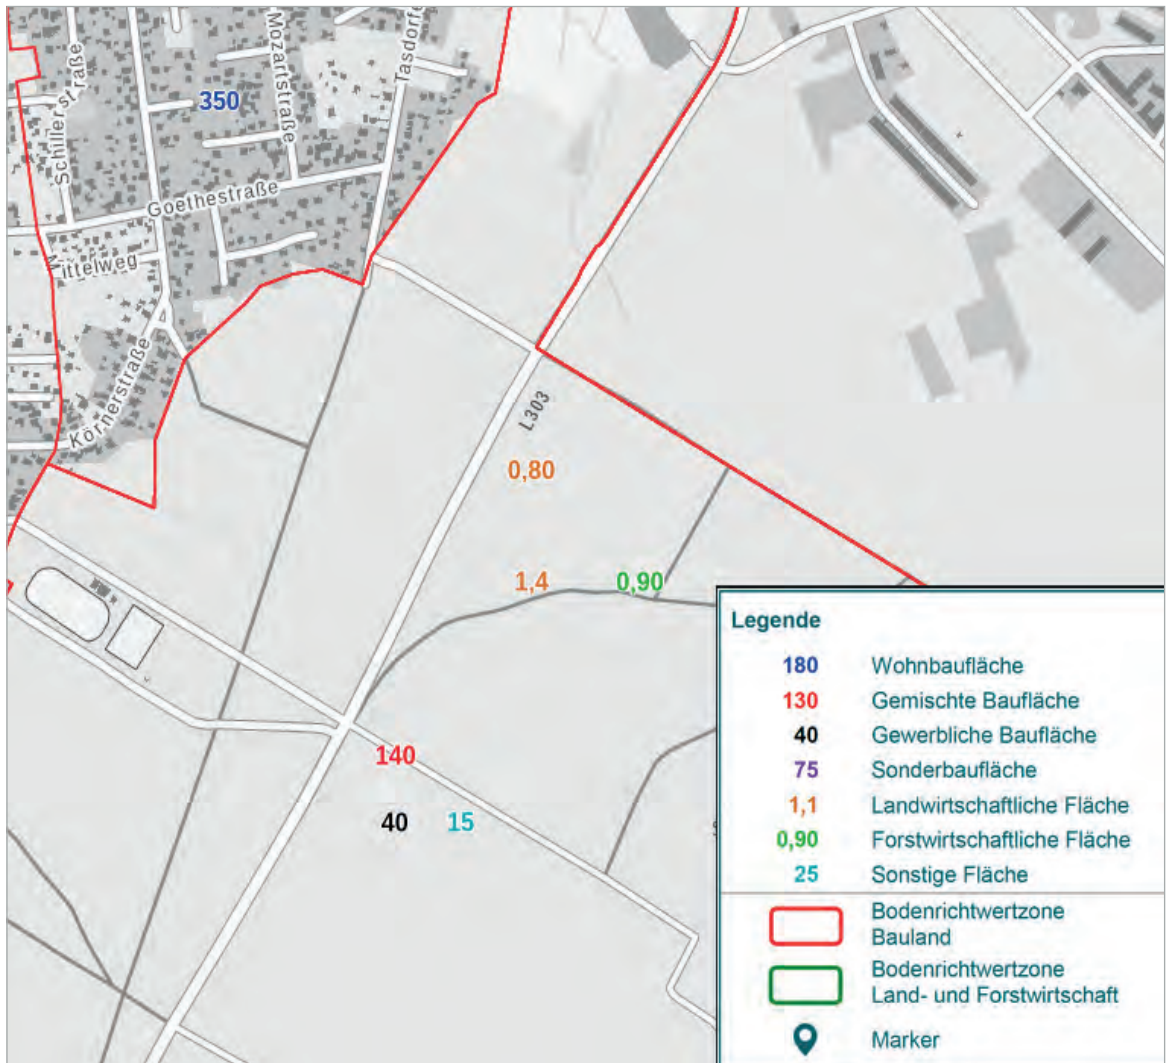 Schillerstraße
Mozartstraße
Tasdorfe
350
Goethestraße
Mittelweg
Körnerstraße
L303
0,80
1,4
0,90
140
40
15
Legende
180 Wohnbaufläche
130 Gemischte Baufläche
40 Gewerbliche Baufläche
75 Sonderbaufläche
1,1 Landwirtschaftliche Fläche
0,90 Forstwirtschaftliche Fläche
25 Sonstige Fläche
Bodenrichtwertzone
Bauland
Bodenrichtwertzone
Land- und Forstwirtschaft
Marker